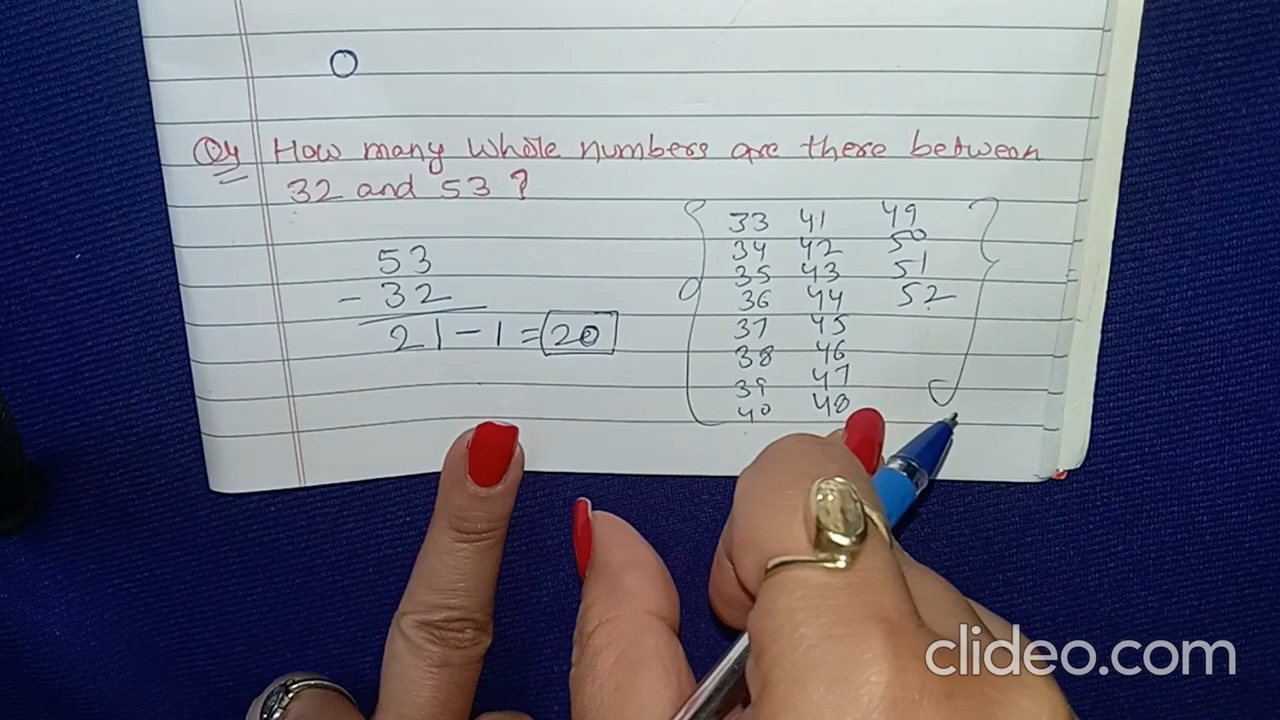 Q4 How many whole numbers are there between
32 and 53 ?
53
- 32
21 - 1 = 20
33 41 49
34 42 50
35 43 51
36 44 52
37 45
38 46
39 47
40 48
clideo.com